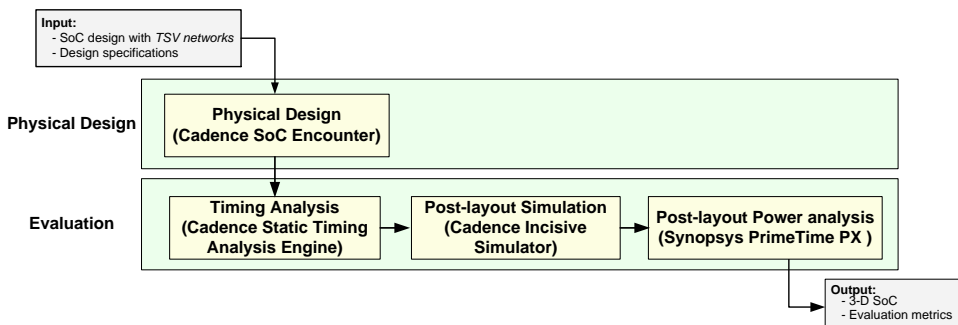 Input:
- SoC design with TSV networks
- Design specifications
Physical Design
Physical Design
(Cadence SoC Encounter)
Evaluation
Timing Analysis
(Cadence Static Timing
Analysis Engine)
Post-layout Simulation
(Cadence Incisive
Simulator)
Post-layout Power analysis
(Synopsys PrimeTime PX )
Output:
- 3-D SoC
- Evaluation metrics